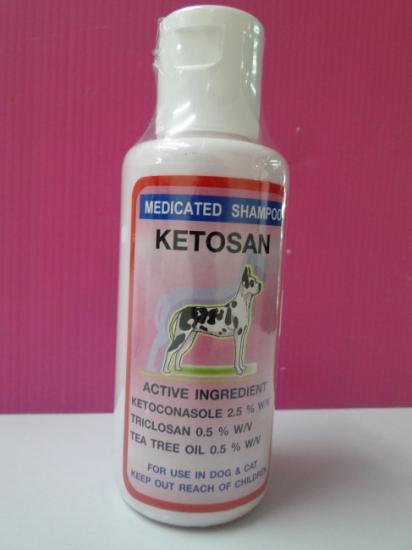 MEDICATED SHAMPOO
KETOSAN
ACTIVE INGREDIENT
KETOCONASOLE 2.5 % W/V
TRICLOSAN 0.5 % W/V
TEA TREE OIL 0.5 % W/V
FOR USE IN DOG & CAT
KEEP OUT REACH OF CHILDREN